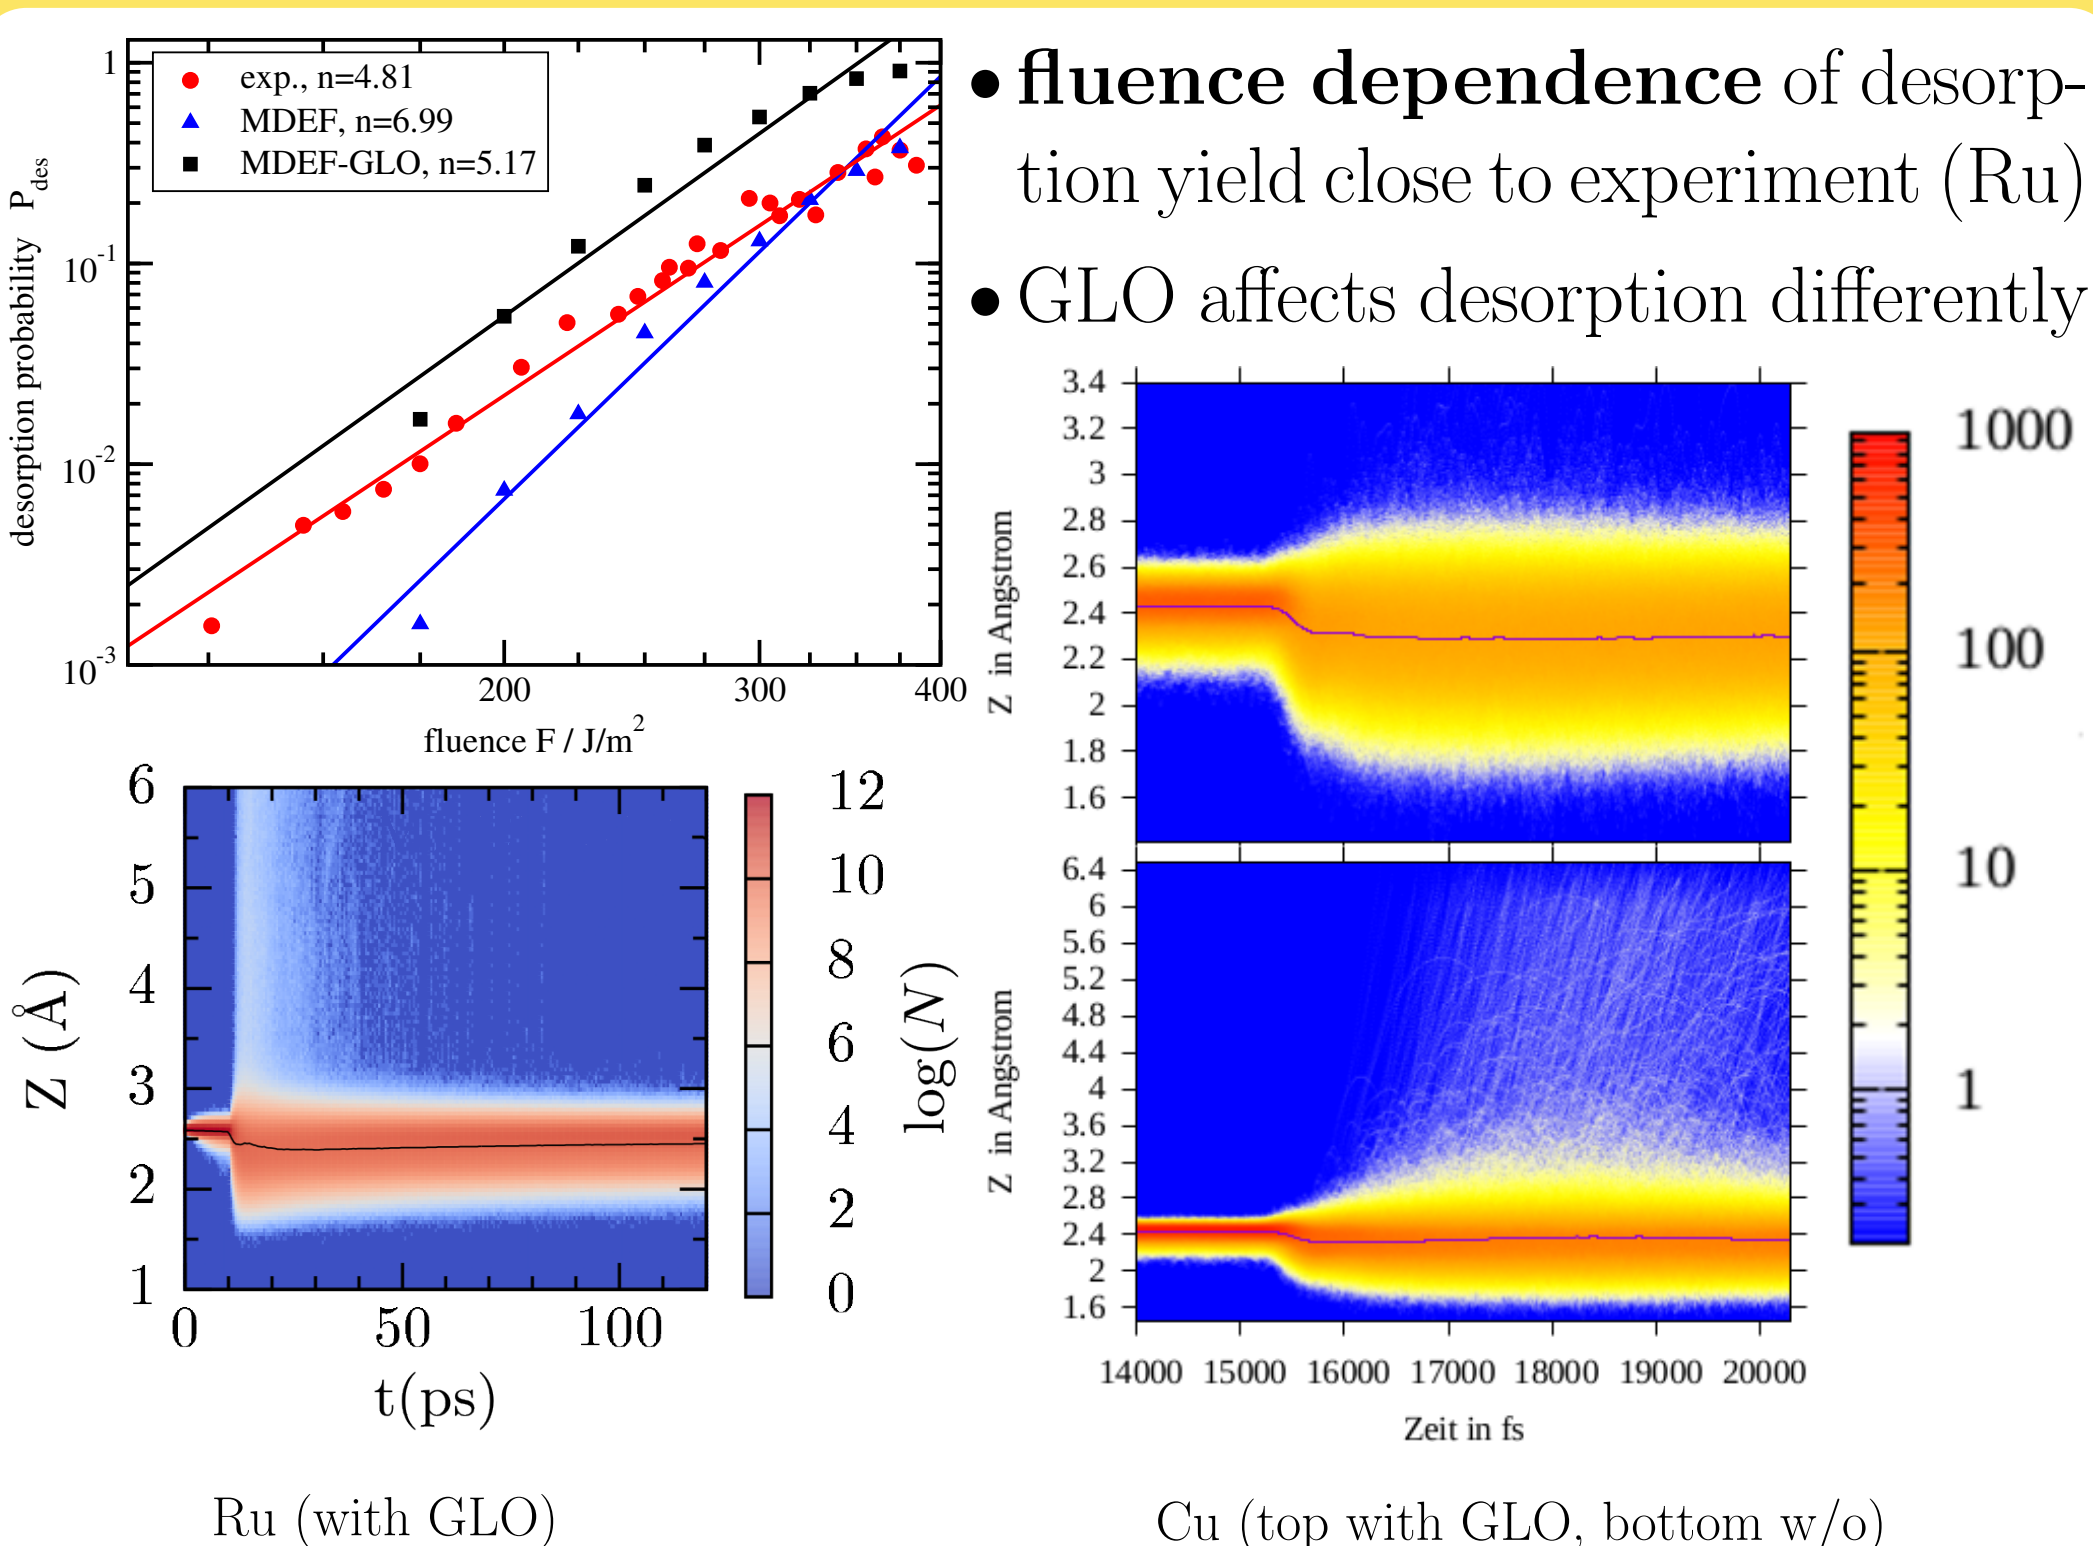 exp., n=4.81
MDEF, n=6.99
MDEF-GLO, n=5.17
desorption probability P_des
1
10^-1
10^-2
10^-3
200 300 400
fluence F / J/m^2
• fluence dependence of desorp-
tion yield close to experiment (Ru)
• GLO affects desorption differently
Z (Å)
6
5
4
3
2
1
0 50 100
t(ps)
12
10
8
6
4
2
0
log(N)
Ru (with GLO)
Z in Angstrom
3.4
3.2
3
2.8
2.6
2.4
2.2
2
1.8
1.6
Z in Angstrom
6.4
6
5.6
5.2
4.8
4.4
4
3.6
3.2
2.8
2.4
2
1.6
14000 15000 16000 17000 18000 19000 20000
Zeit in fs
1000
100
10
1
Cu (top with GLO, bottom w/o)